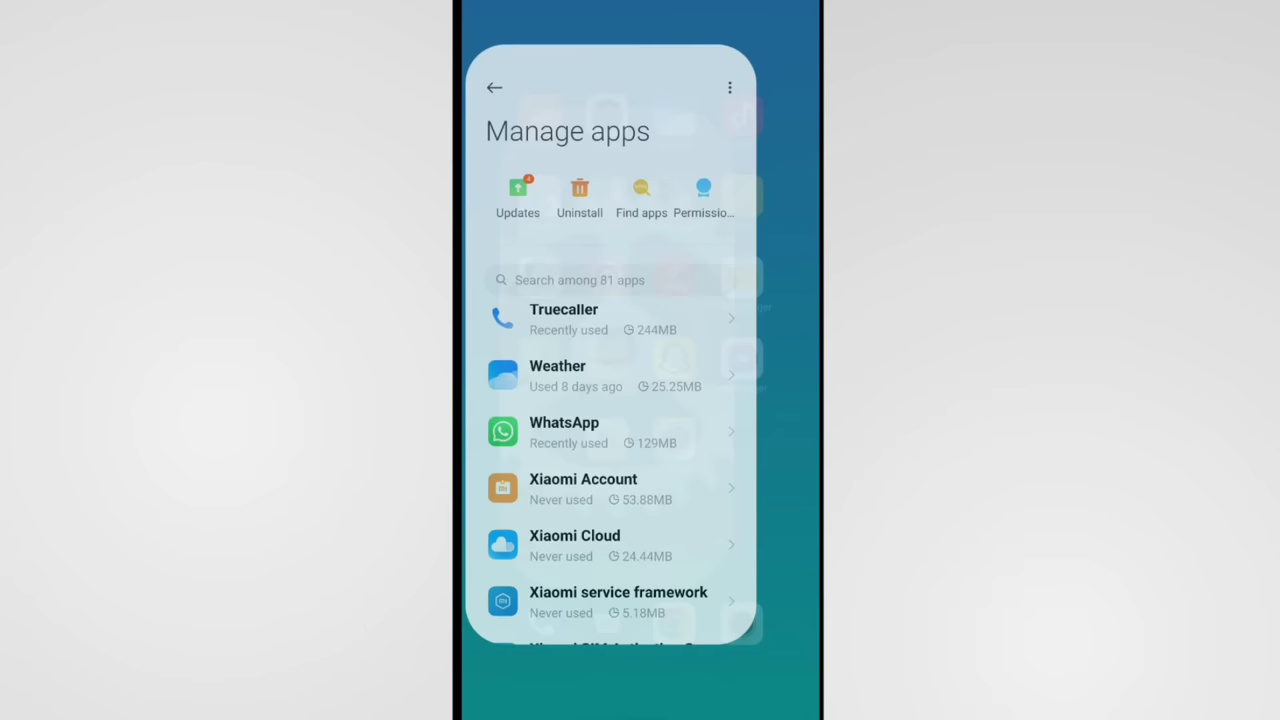 Manage apps
4
Updates Uninstall Find apps Permissio...
Search among 81 apps
Truecaller
Recently used 244MB
Weather
Used 8 days ago 25.25MB
WhatsApp
Recently used 129MB
Xiaomi Account
Never used 53.88MB
Xiaomi Cloud
Never used 24.44MB
Xiaomi service framework
Never used 5.18MB